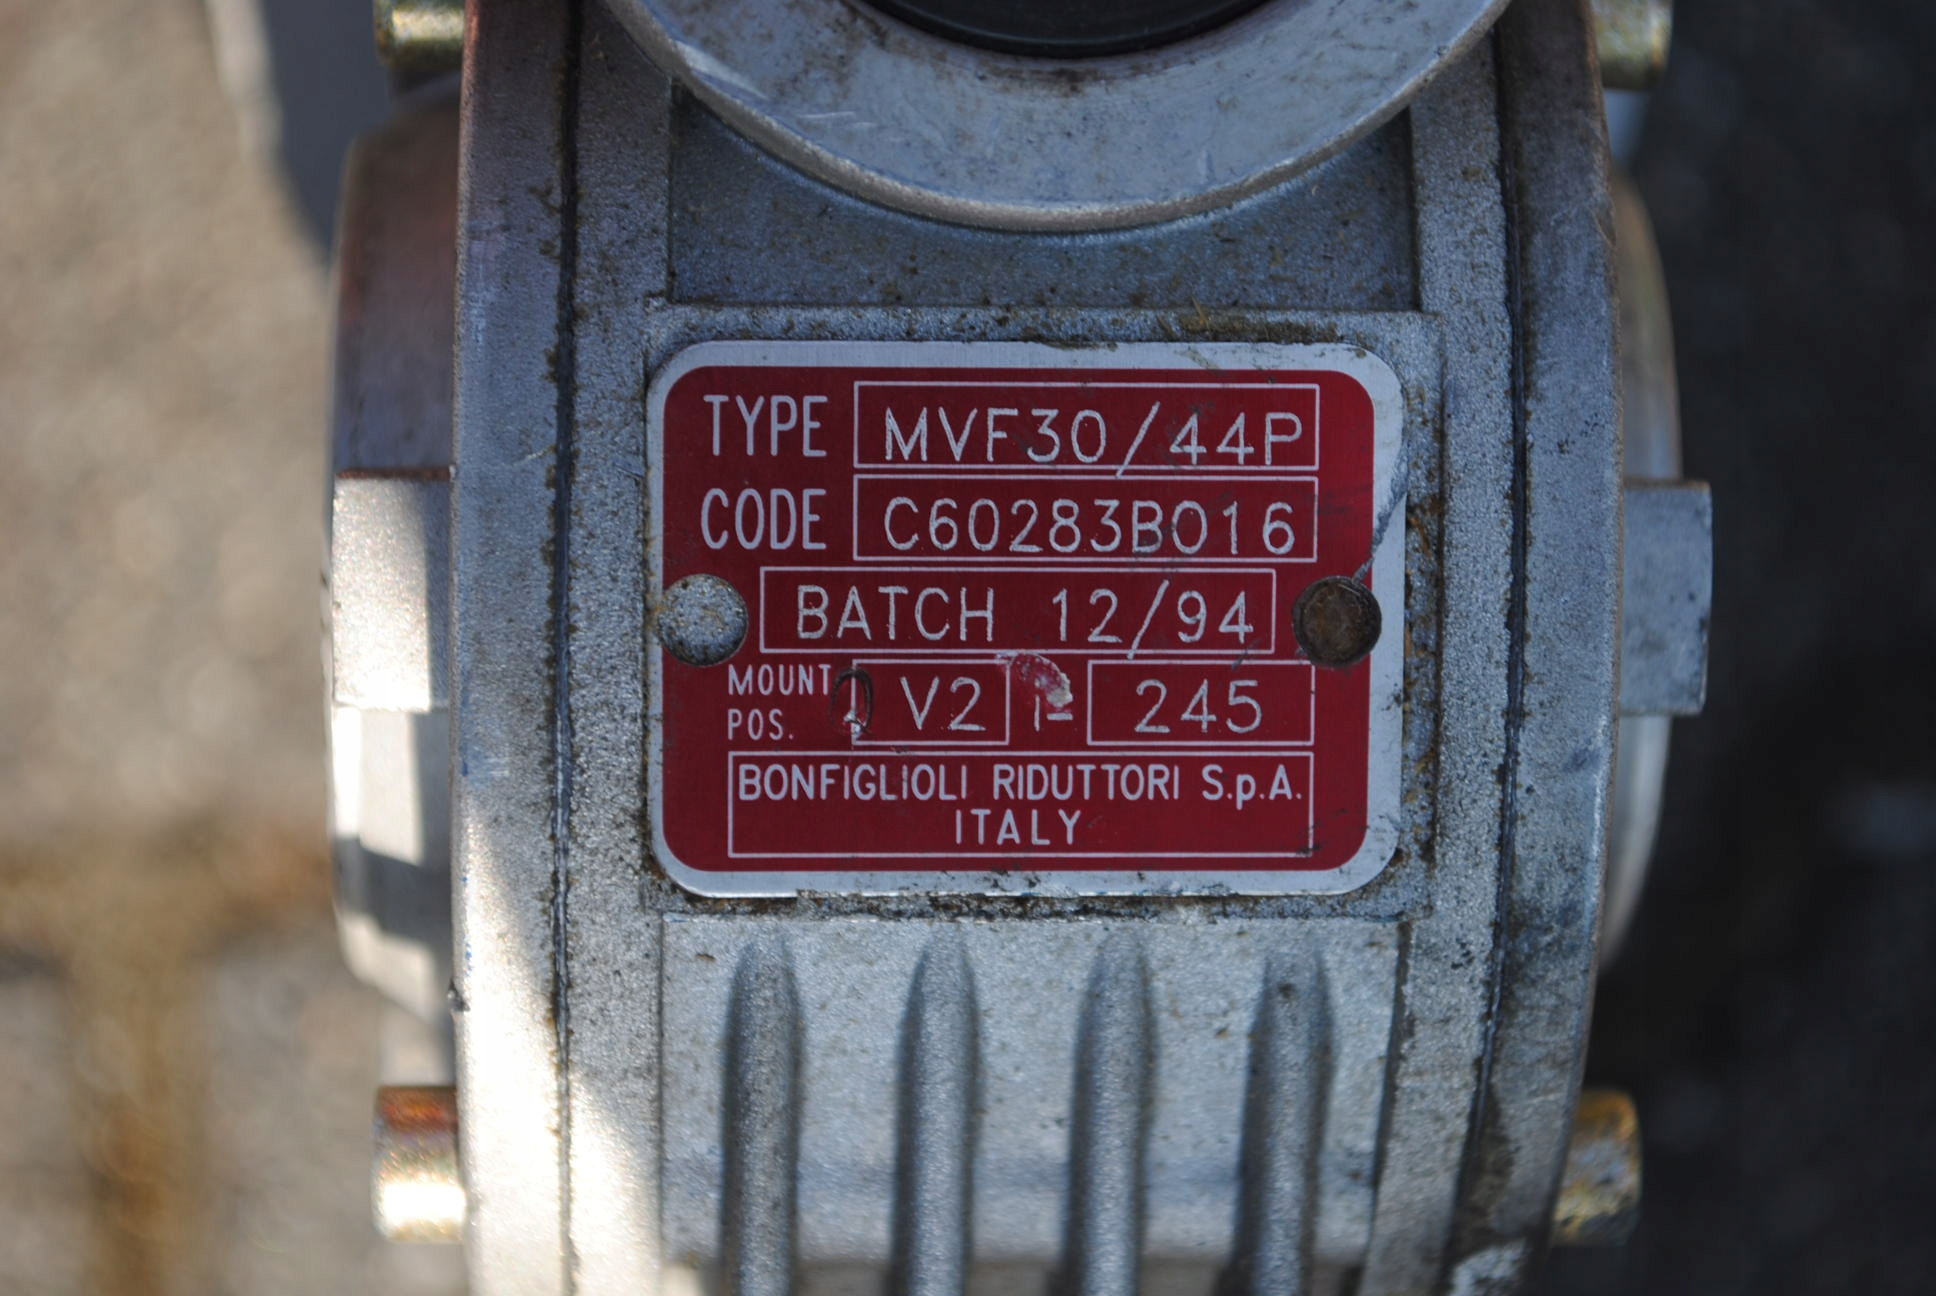 TYPE MVF30/44P
CODE C60283B016
BATCH 12/94
MOUNT POS. V2 i= 245
BONFIGLIOLI RIDUTTORI S.p.A.
ITALY